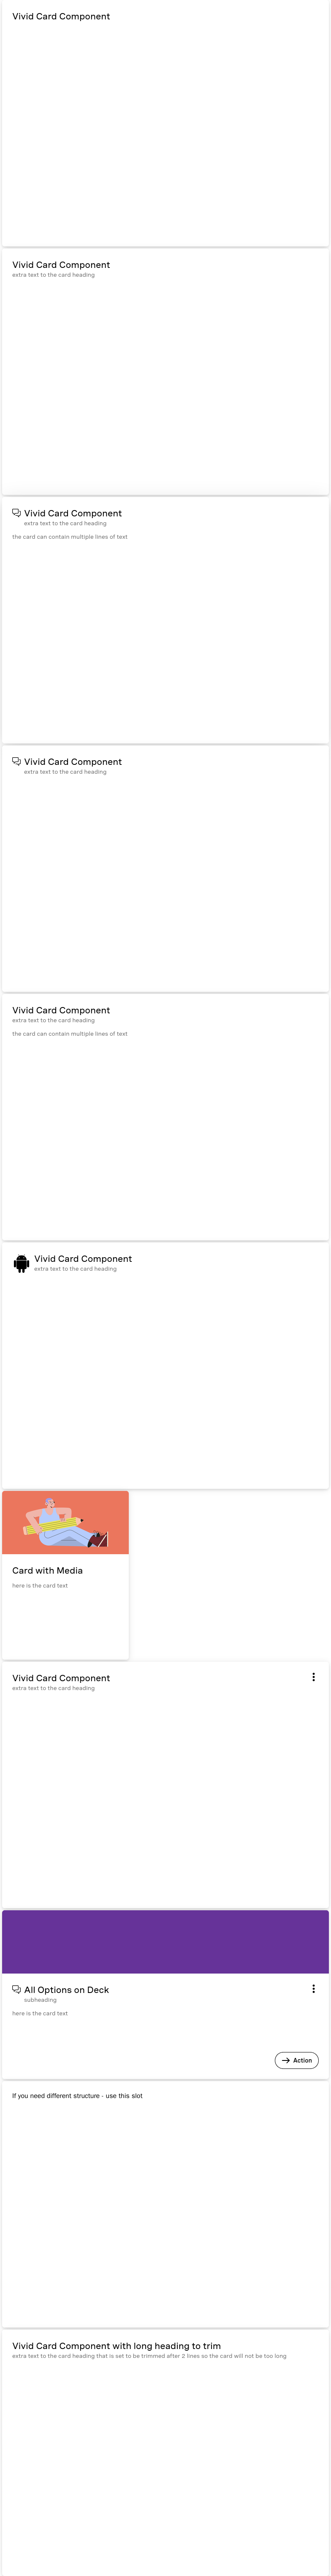 Vivid Card Component
Vivid Card Component
extra text to the card heading
Vivid Card Component
extra text to the card heading
the card can contain multiple lines of text
Vivid Card Component
extra text to the card heading
Vivid Card Component
extra text to the card heading
the card can contain multiple lines of text
Vivid Card Component
extra text to the card heading
Card with Media
here is the card text
Vivid Card Component
extra text to the card heading
All Options on Deck
subheading
here is the card text
Action
If you need different structure - use this slot
Vivid Card Component with long heading to trim
extra text to the card heading that is set to be trimmed after 2 lines so the card will not be too long